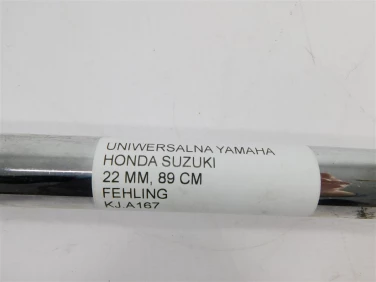 UNIWERSALNA YAMAHA
HONDA SUZUKI
22 MM, 89 CM
FEHLING
KJ.A167